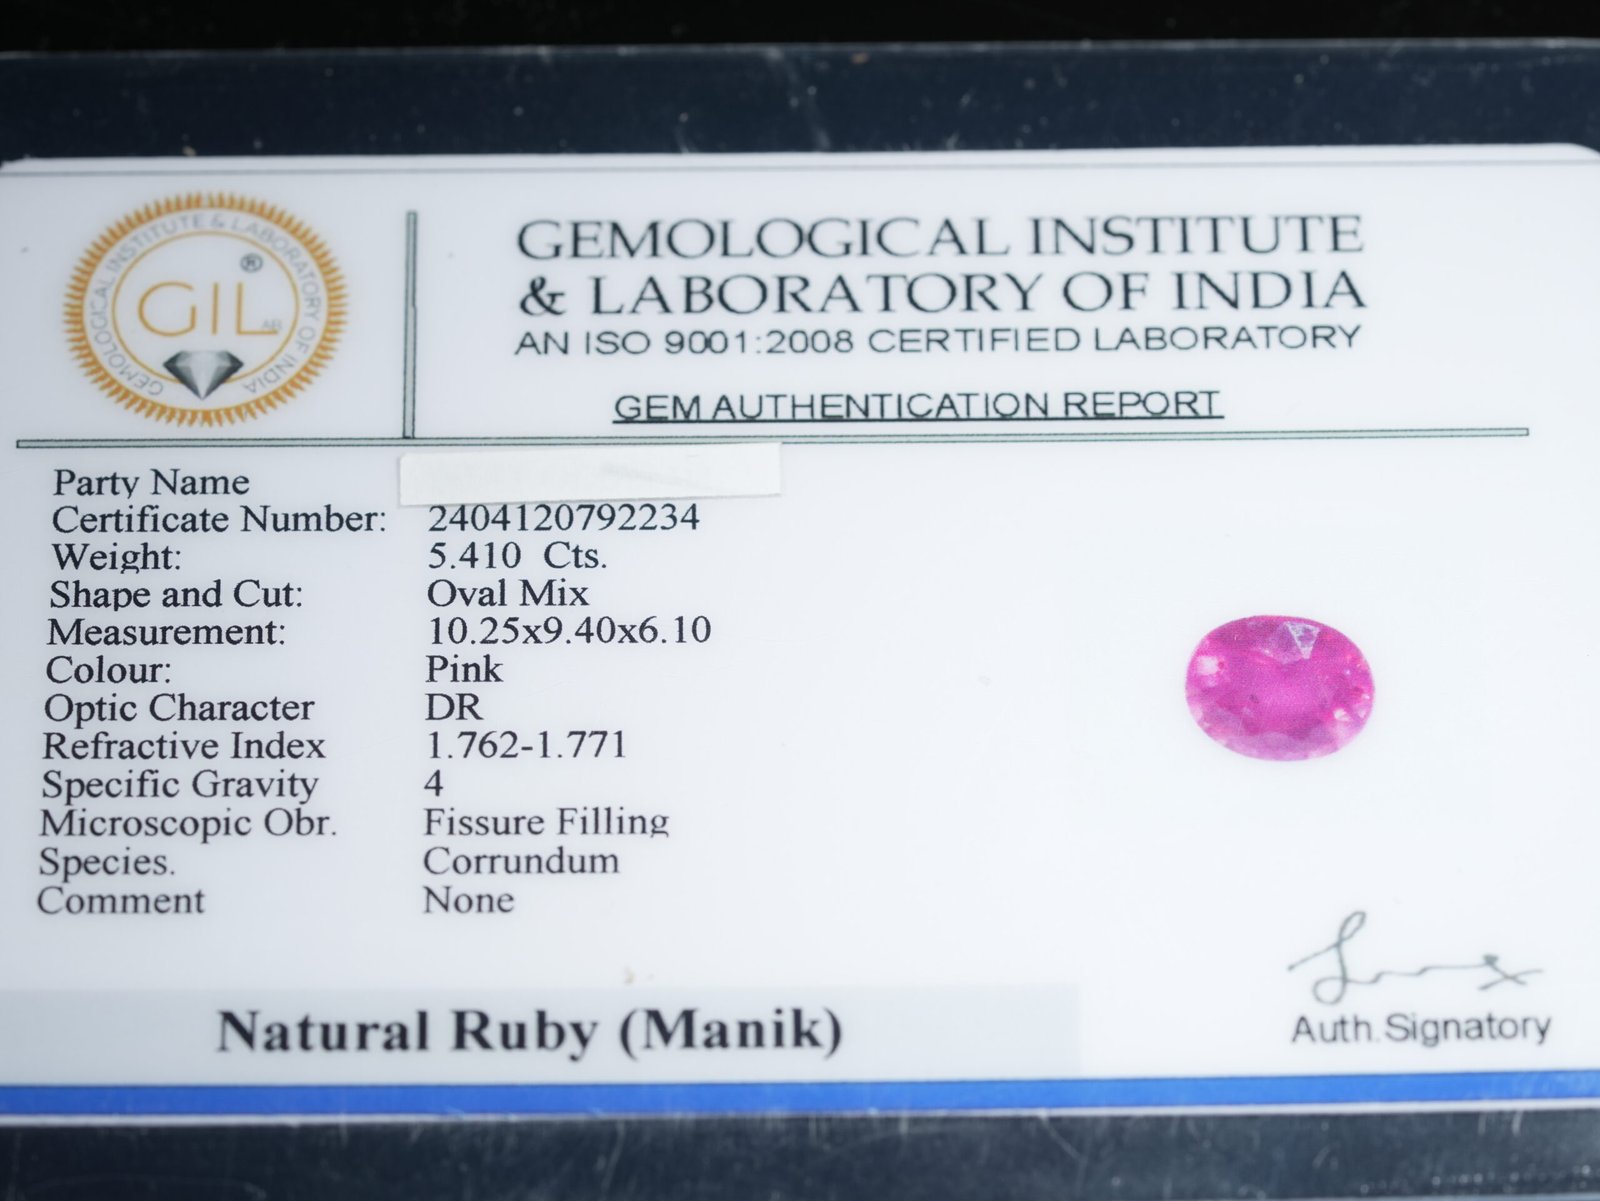 GEMOLOGICAL INSTITUTE & LABORATORY OF INDIA
GIL
AB
®
GEMOLOGICAL INSTITUTE
& LABORATORY OF INDIA
AN ISO 9001:2008 CERTIFIED LABORATORY
GEM AUTHENTICATION REPORT
Party Name
Certificate Number: 2404120792234
Weight: 5.410 Cts.
Shape and Cut: Oval Mix
Measurement: 10.25x9.40x6.10
Colour: Pink
Optic Character DR
Refractive Index 1.762-1.771
Specific Gravity 4
Microscopic Obr. Fissure Filling
Species. Corrundum
Comment None
Natural Ruby (Manik)
Auth.Signatory